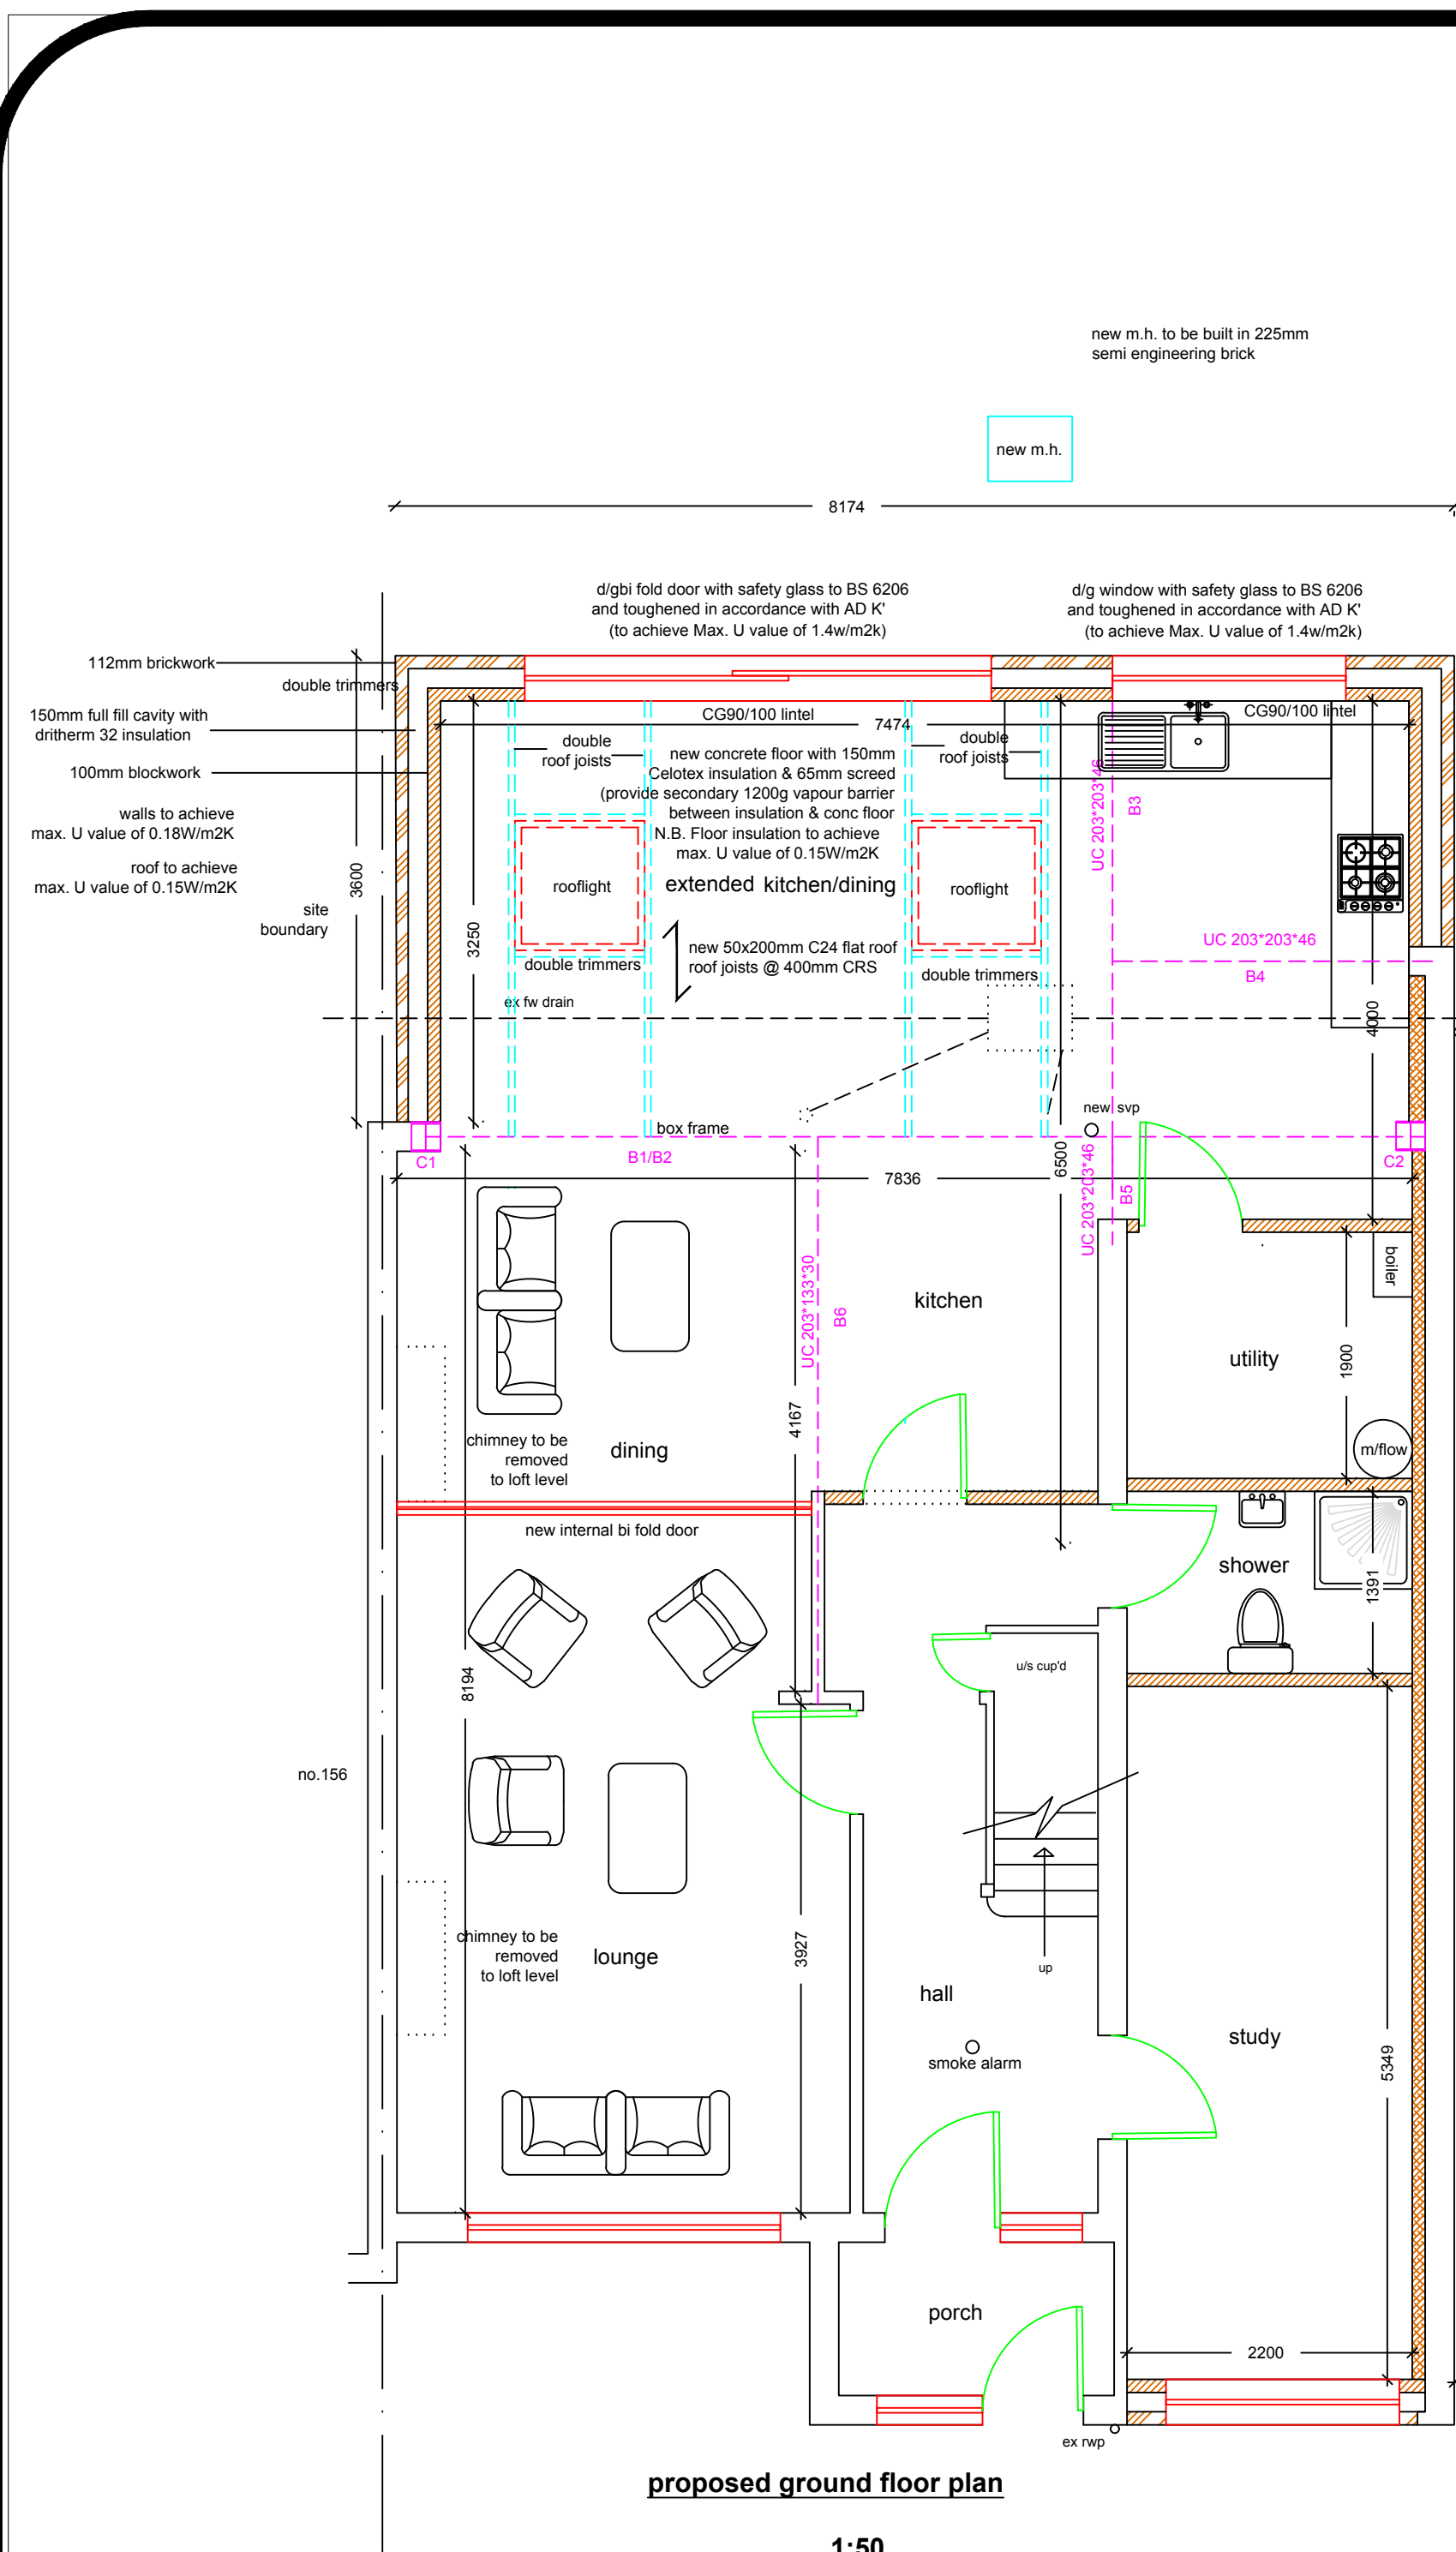 new m.h. to be built in 225mm
semi engineering brick
new m.h.
8174
d/gbi fold door with safety glass to BS 6206
and toughened in accordance with AD K'
(to achieve Max. U value of 1.4w/m2k)
d/g window with safety glass to BS 6206
and toughened in accordance with AD K'
(to achieve Max. U value of 1.4w/m2k)
112mm brickwork
double trimmers
150mm full fill cavity with
dritherm 32 insulation
100mm blockwork
walls to achieve
max. U value of 0.18W/m2K
roof to achieve
max. U value of 0.15W/m2K
site
boundary
3600
3250
CG90/100 lintel
7474
CG90/100 lintel
double
roof joists
double
roof joists
new concrete floor with 150mm
Celotex insulation & 65mm screed
(provide secondary 1200g vapour barrier
between insulation & conc floor
N.B. Floor insulation to achieve
max. U value of 0.15W/m2K
UC 203*203*46
B3
rooflight
extended kitchen/dining
rooflight
new 50x200mm C24 flat roof
roof joists @ 400mm CRS
double trimmers
double trimmers
UC 203*203*46
B4
ex fw drain
4000
new svp
box frame
C1
B1/B2
C2
6500
7836
UC 203*203*46
B5
boiler
UC 203*133*30
B6
kitchen
utility
1900
4167
dining
chimney to be
removed
to loft level
m/flow
new internal bi fold door
shower
1391
u/s cup'd
8194
no.156
chimney to be
removed
to loft level
lounge
3927
up
hall
smoke alarm
study
5349
porch
2200
ex rwp
proposed ground floor plan
1:50